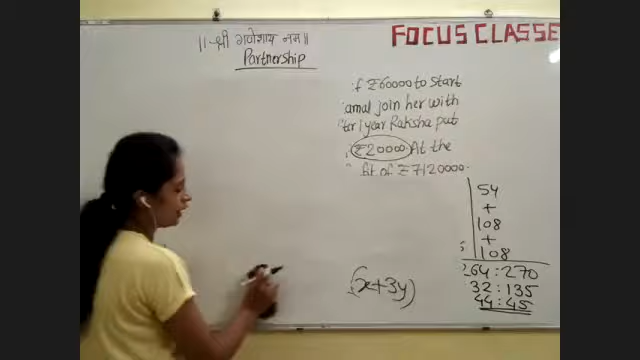 ॥ श्री गणेशाय नमः॥
FOCUS CLASSE
Partnership
f ₹60000 to Start
amal join her with
1 year Raksha put
₹20000. At the
fit of ₹7120000.
54
+
108
+
108
264:270
32:135
44:45
(x+3y)